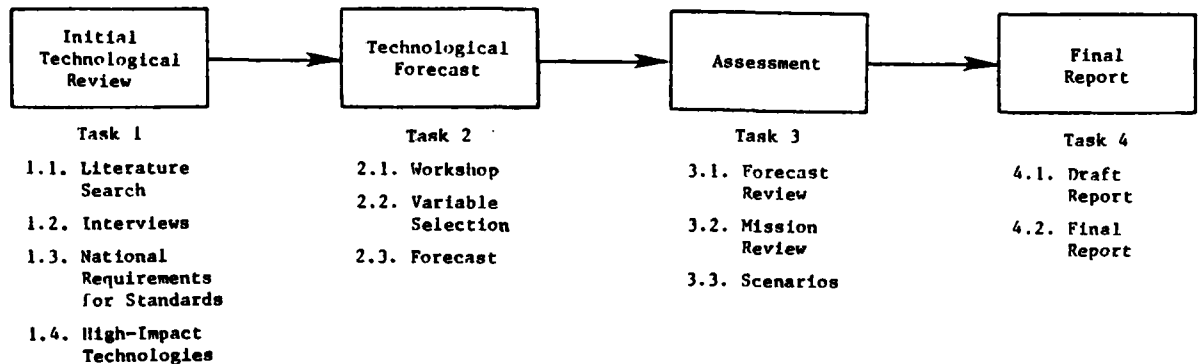 Initial
Technological
Review
Technological
Forecast
Assessment
Final
Report
Task 1
1.1. Literature
Search
1.2. Interviews
1.3. National
Requirements
for Standards
1.4. High-Impact
Technologies
Task 2
2.1. Workshop
2.2. Variable
Selection
2.3. Forecast
Task 3
3.1. Forecast
Review
3.2. Mission
Review
3.3. Scenarios
Task 4
4.1. Draft
Report
4.2. Final
Report